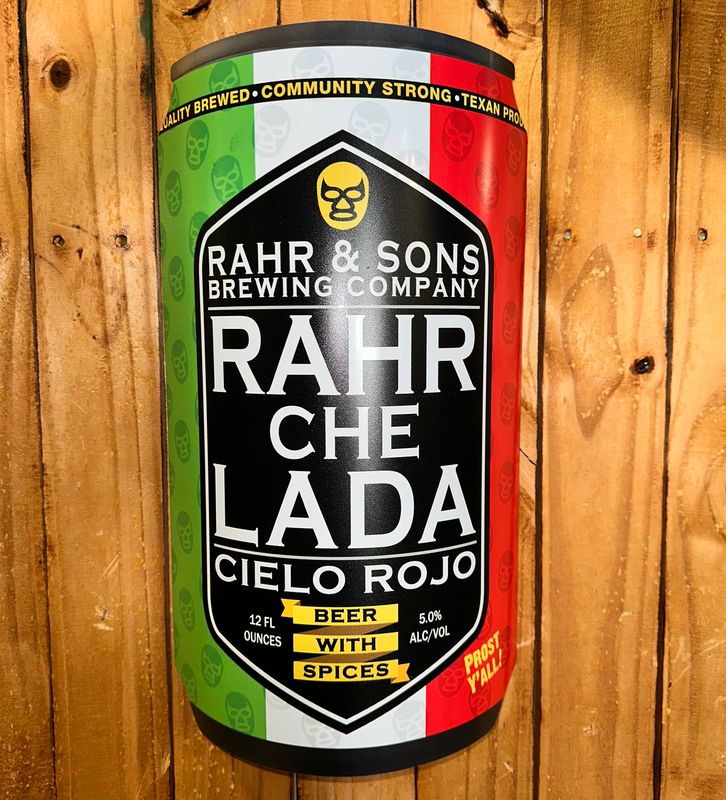 QUALITY BREWED • COMMUNITY STRONG • TEXAN PROU
RAHR & SONS
BREWING COMPANY
RAHR
CHE
LADA
CIELO ROJO
12 FL
OUNCES
BEER
WITH
SPICES
5.0%
ALC/VOL
PROST
Y'ALL!